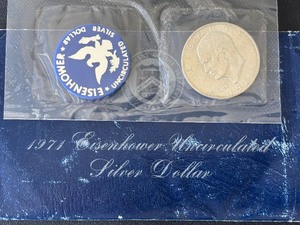 EISENHOWER
UNCIRCULATED
SILVER DOLLAR
1971 Eisenhower Uncirculated
Silver Dollar